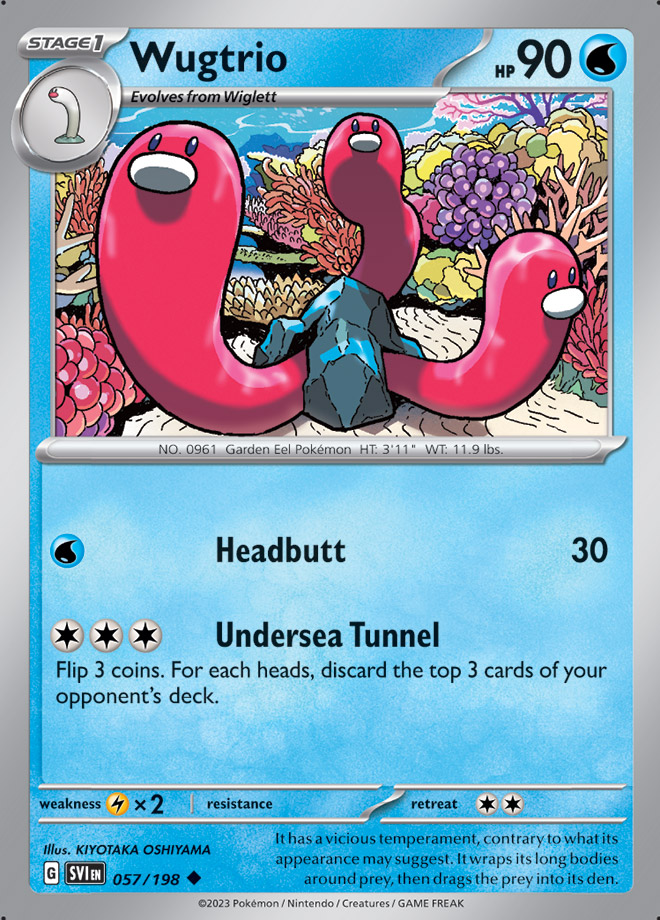 STAGE1
Wugtrio
HP 90
Evolves from Wiglett
NO. 0961 Garden Eel Pokémon HT: 3'11" WT: 11.9 lbs.
Headbutt 30
Undersea Tunnel
Flip 3 coins. For each heads, discard the top 3 cards of your
opponent's deck.
weakness ×2 resistance retreat
Illus. KIYOTAKA OSHIYAMA
G SVI EN 057/198
It has a vicious temperament, contrary to what its
appearance may suggest. It wraps its long bodies
around prey, then drags the prey into its den.
©2023 Pokémon / Nintendo / Creatures / GAME FREAK